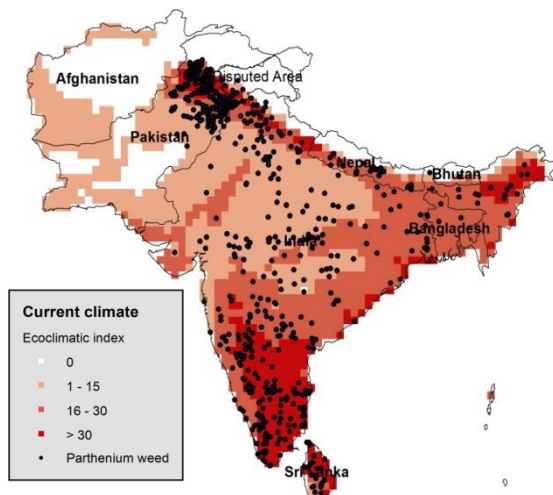 Afghanistan
Disputed Area
Pakistan
Nepal
Bhutan
Bangladesh
India
Sri Lanka
Current climate
Ecoclimatic index
0
1 - 15
16 - 30
> 30
Parthenium weed